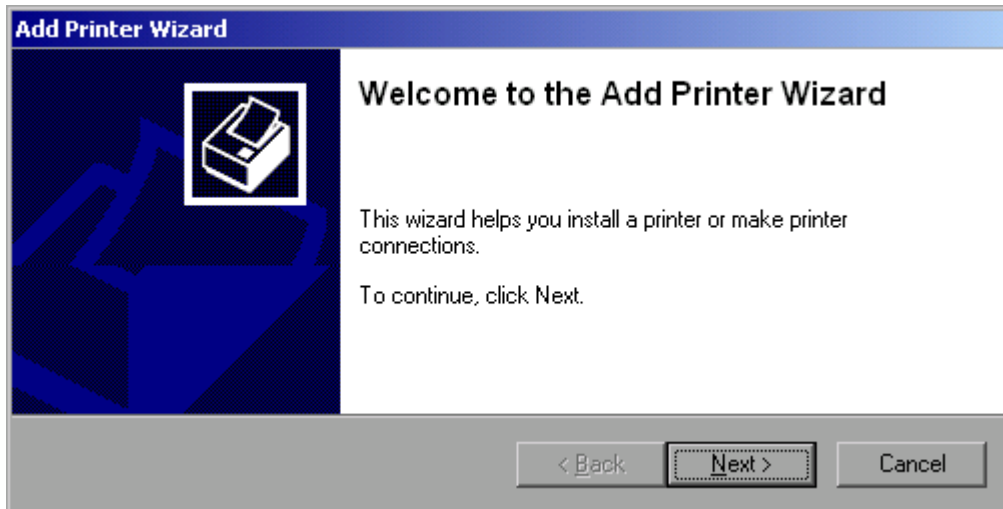 Add Printer Wizard
Welcome to the Add Printer Wizard
This wizard helps you install a printer or make printer
connections.
To continue, click Next.
< Back
Next >
Cancel